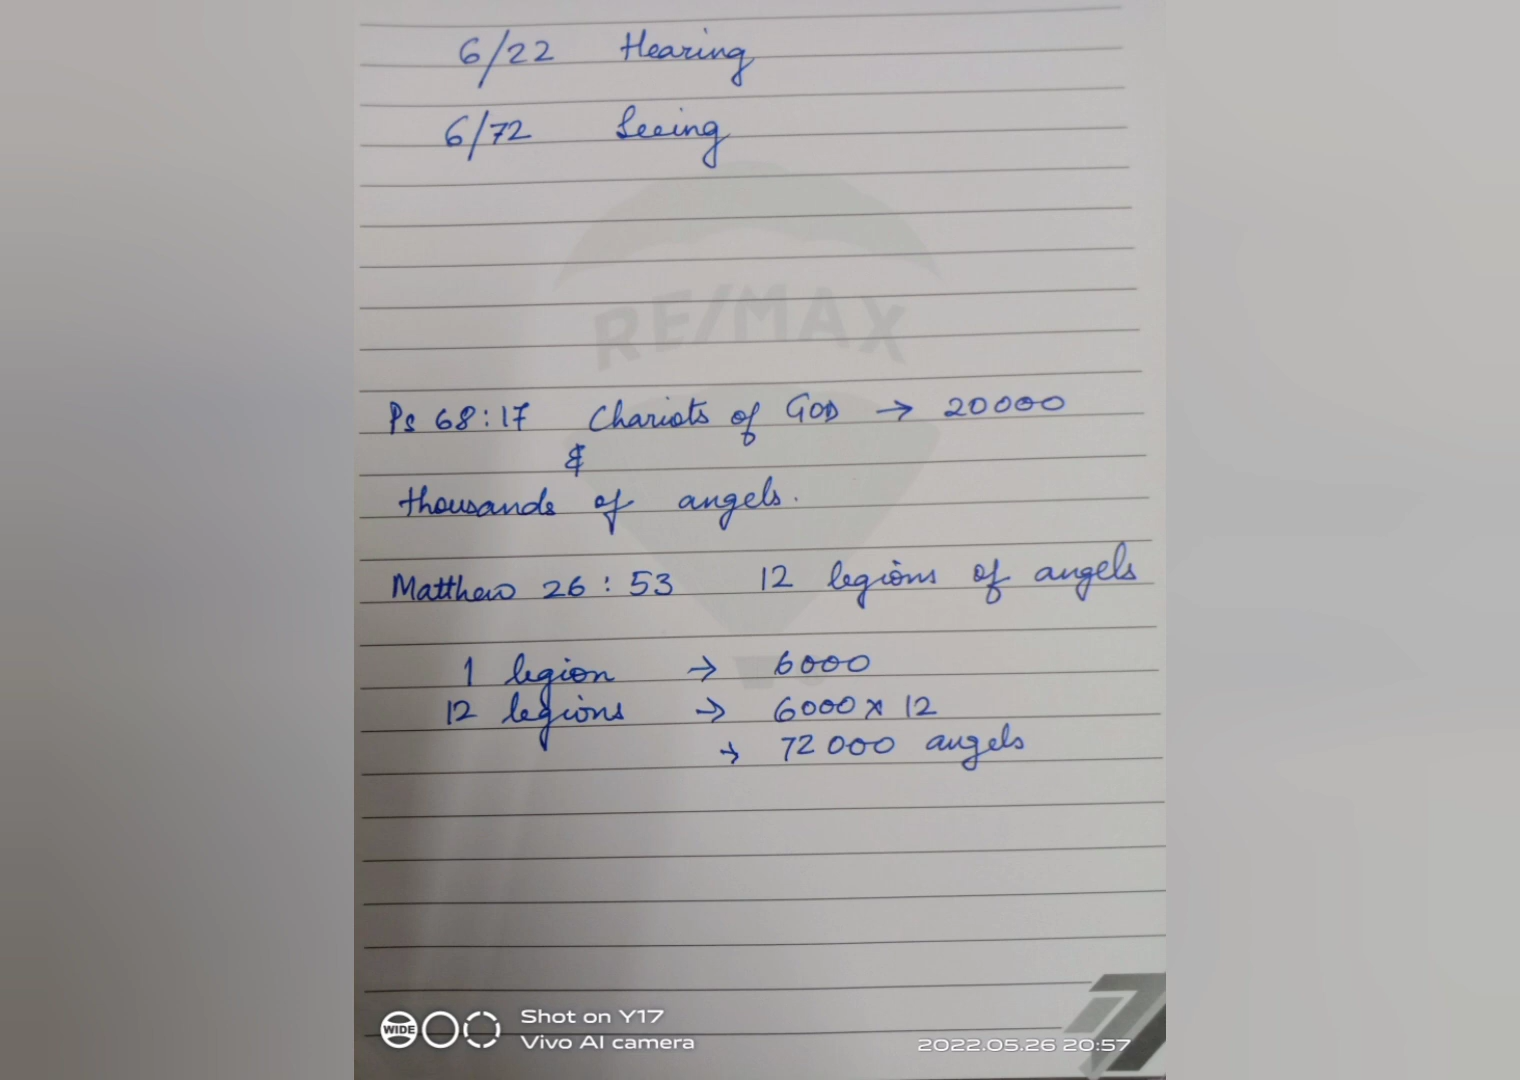 6/22 Hearing
6/72 Seeing
RE/MAX
Ps 68:17 Chariots of GOD → 20000
&
thousands of angels.
Matthew 26 : 53 12 legions of angels
1 legion → 6000
12 legions → 6000 x 12
→ 72000 angels
WIDE
Shot on Y17
Vivo AI camera
2022.05.26 20:57